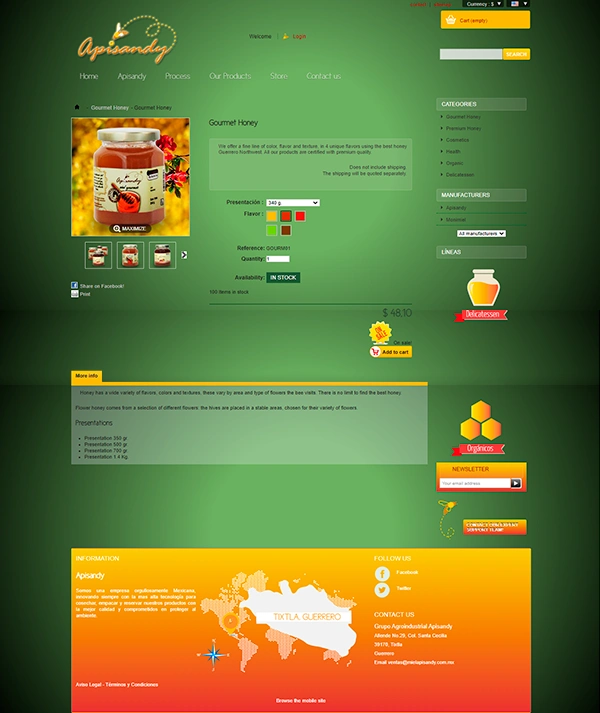 Currency : $
Cart (empty)
Apisandy
Welcome
Login
SEARCH
Home
Apisandy
Process
Our Products
Store
Contact us
Gourmet Honey
Gourmet Honey
Gourmet Honey
We offer a fine line of color, flavor and texture. In 4 unique flavors using the best honey
Guerrero Northwest. All our products are certified with premium quality.
Does not include shipping.
The shipping will be quoted separately
Presentación :
340 g.
Flavor :
Apisandy
MAXIMIZE
Share on Facebook!
Print
Reference: GOURM01
Quantity:
1
Availability:
IN STOCK
100 items in stock
$ 48,10
On sale!
Add to cart
CATEGORIES
Gourmet Honey
Premium Honey
Cosmetics
Health
Organic
Delicatessen
MANUFACTURERS
Apisandy
All manufacturers
LÍNEAS
Delicatessen
Orgánicos
NEWSLETTER
Your email address
More info
Honey has a wide variety of flavors, colors and textures, these vary by area and type of flowers the bee visits. There is no limit to find the best honey.
Flower honey comes from a selection of different flowers: the hives are placed in a stable areas, chosen for their variety of flowers
Presentations
Presentation 350 gr.
Presentation 500 gr
Presentation 700 gr.
Presentation 1.4 Kg.
INFORMATION
Apisandy
Somos una empresa orgullosamente Mexicana,
innovando siempre con la mas alta tecnología para
cosechar, empacar y envarar nuestros productos con
la mejor calidad y comprometidos en proteger al
ambiente.
TIXTLA, GUERRERO
FOLLOW US
Facebook
Twitter
CONTACT US
Grupo Agroindustrial Apisandy
Allende No.29, Col. Santa Cecilia
39170, Tixtla
Guerrero
Email ventas@mielapisandy.com.mx
Aviso Legal - Términos y Condiciones
Browse the mobile site